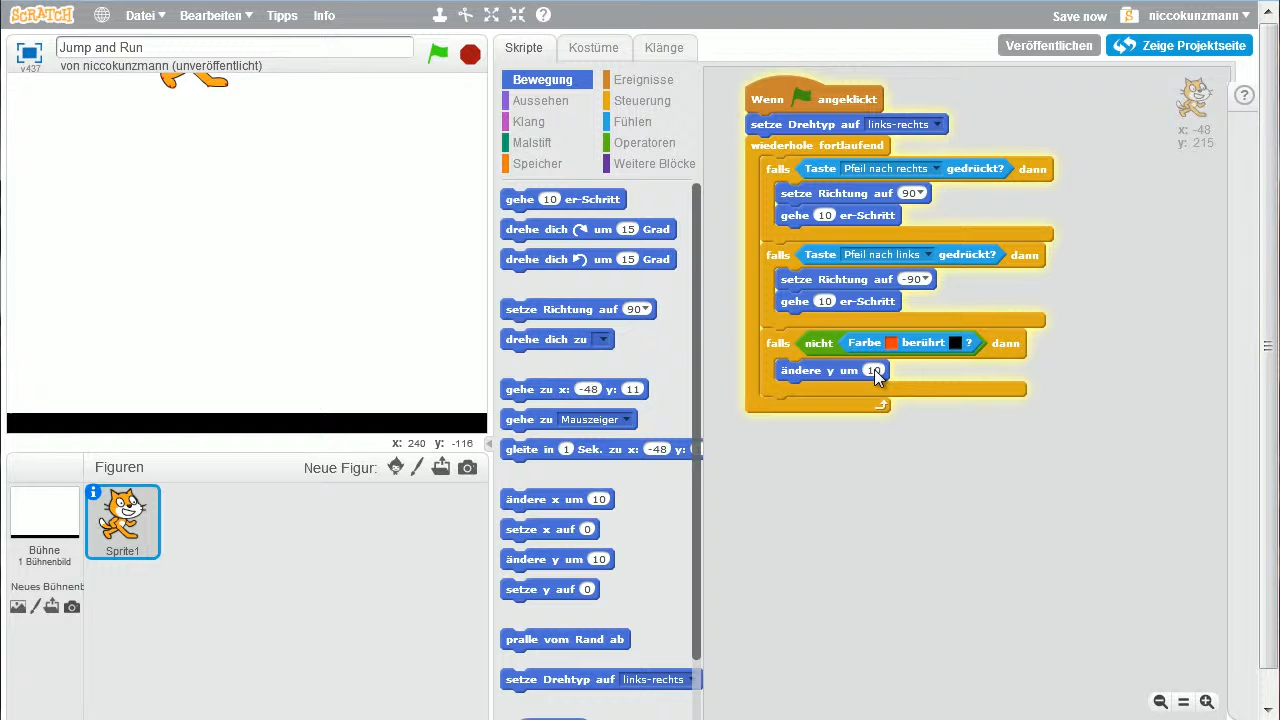 SCRATCH Datei Bearbeiten Tipps Info Save now niccokunzmann
v437
Jump and Run
von niccokunzmann (unveröffentlicht)
Skripte Kostüme Klänge
Veröffentlichen Zeige Projektseite
Bewegung Ereignisse
Aussehen Steuerung
Klang Fühlen
Malstift Operatoren
Speicher Weitere Blöcke
gehe 10 er-Schritt
drehe dich um 15 Grad
drehe dich um 15 Grad
setze Richtung auf 90
drehe dich zu
gehe zu x: -48 y: 11
gehe zu Mauszeiger
gleite in 1 Sek. zu x: -48 y:
ändere x um 10
setze x auf 0
ändere y um 10
setze y auf 0
pralle vom Rand ab
setze Drehtyp auf links-rechts
Wenn angeklickt
setze Drehtyp auf links-rechts
wiederhole fortlaufend
falls Taste Pfeil nach rechts gedrückt? dann
setze Richtung auf 90
gehe 10 er-Schritt
falls Taste Pfeil nach links gedrückt? dann
setze Richtung auf -90
gehe 10 er-Schritt
falls nicht Farbe berührt ? dann
ändere y um 10
x: -48
y: 215
x: 240 y: -116
Figuren Neue Figur:
Bühne
1 Bühnenbild
Neues Bühnenb
Sprite1